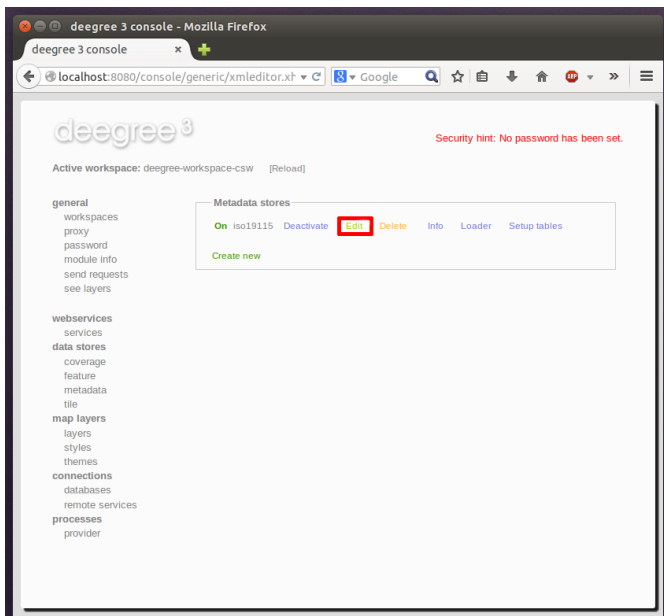 deegree 3 console - Mozilla Firefox
deegree 3 console
localhost:8080/console/generic/xmleditor.xh
Google
ABP
deegree 3
Security hint: No password has been set.
Active workspace: deegree-workspace-csw [Reload]
general
workspaces
proxy
password
module info
send requests
see layers
webservices
services
data stores
coverage
feature
metadata
tile
map layers
layers
styles
themes
connections
databases
remote services
processes
provider
Metadata stores
On iso19115 Deactivate Edit Delete Info Loader Setup tables
Create new